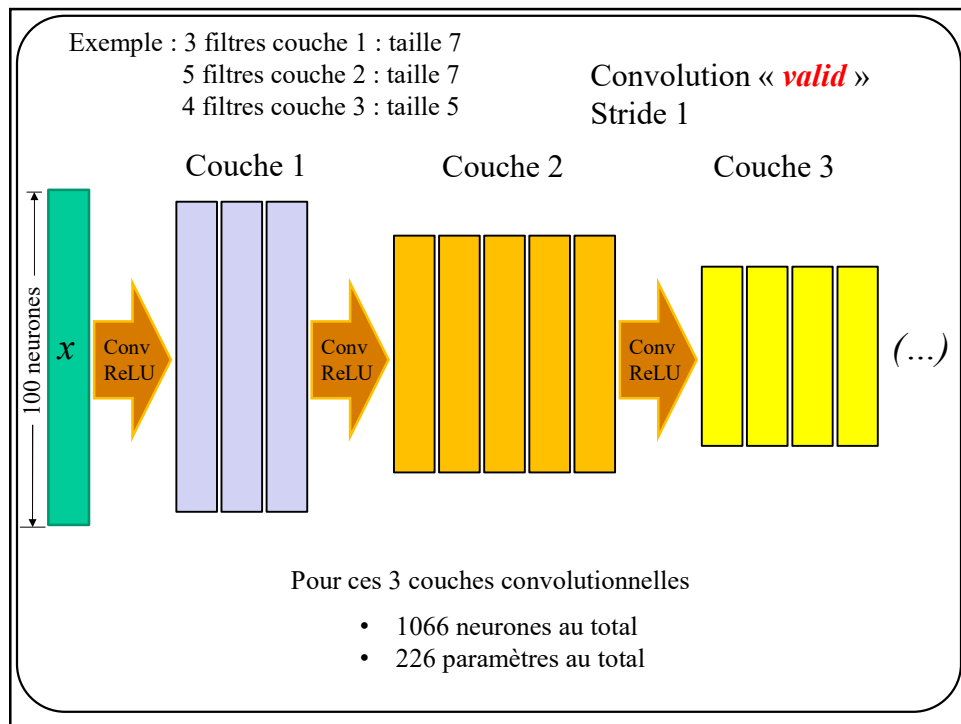 Exemple : 3 filtres couche 1 : taille 7
5 filtres couche 2 : taille 7
4 filtres couche 3 : taille 5
Convolution « valid »
Stride 1
Couche 1
Couche 2
Couche 3
100 neurones
x
Conv
ReLU
Conv
ReLU
Conv
ReLU
(...)
Pour ces 3 couches convolutionnelles
• 1066 neurones au total
• 226 paramètres au total